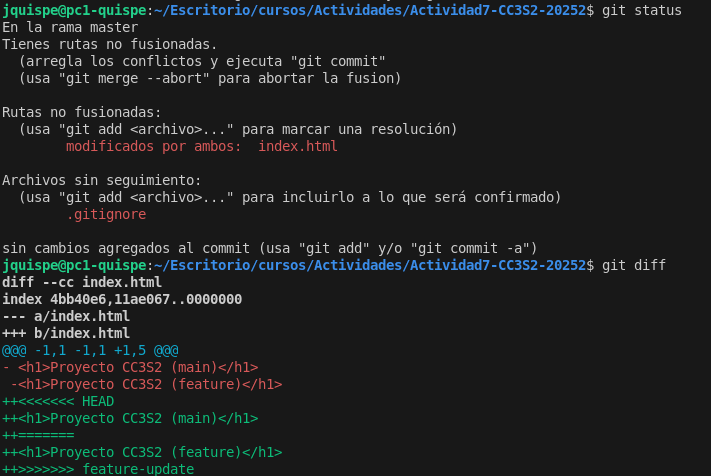 jquispe@pc1-quispe:~/Escritorio/cursos/Actividades/Actividad7-CC3S2-20252$ git status
En la rama master
Tienes rutas no fusionadas.
  (arregla los conflictos y ejecuta "git commit"
  (usa "git merge --abort" para abortar la fusion)

Rutas no fusionadas:
  (usa "git add <archivo>..." para marcar una resolución)
        modificados por ambos:  index.html

Archivos sin seguimiento:
  (usa "git add <archivo>..." para incluirlo a lo que será confirmado)
        .gitignore

sin cambios agregados al commit (usa "git add" y/o "git commit -a")
jquispe@pc1-quispe:~/Escritorio/cursos/Actividades/Actividad7-CC3S2-20252$ git diff
diff --cc index.html
index 4bb40e6,11ae067..0000000
--- a/index.html
+++ b/index.html
@@@ -1,1 -1,1 +1,5 @@@
- <h1>Proyecto CC3S2 (main)</h1>
 -<h1>Proyecto CC3S2 (feature)</h1>
++<<<<<<< HEAD
++<h1>Proyecto CC3S2 (main)</h1>
++=======
++<h1>Proyecto CC3S2 (feature)</h1>
++>>>>>>> feature-update